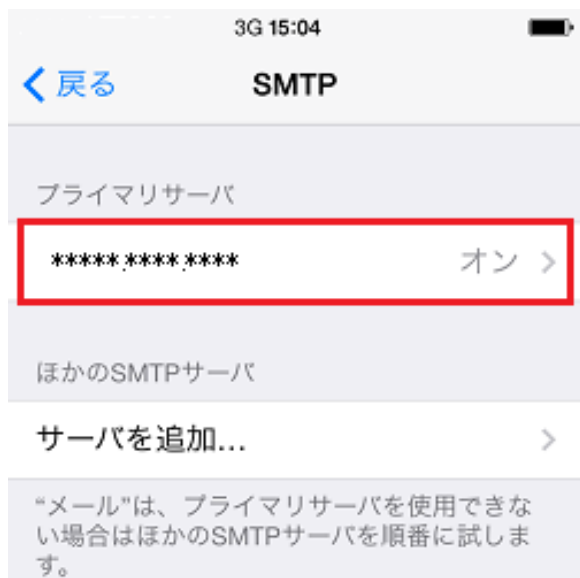 3G 15:04
戻る SMTP
プライマリサーバ
*****.****.**** オン
ほかのSMTPサーバ
サーバを追加...
“メール”は、プライマリサーバを使用できな
い場合はほかのSMTPサーバを順番に試しま
す。